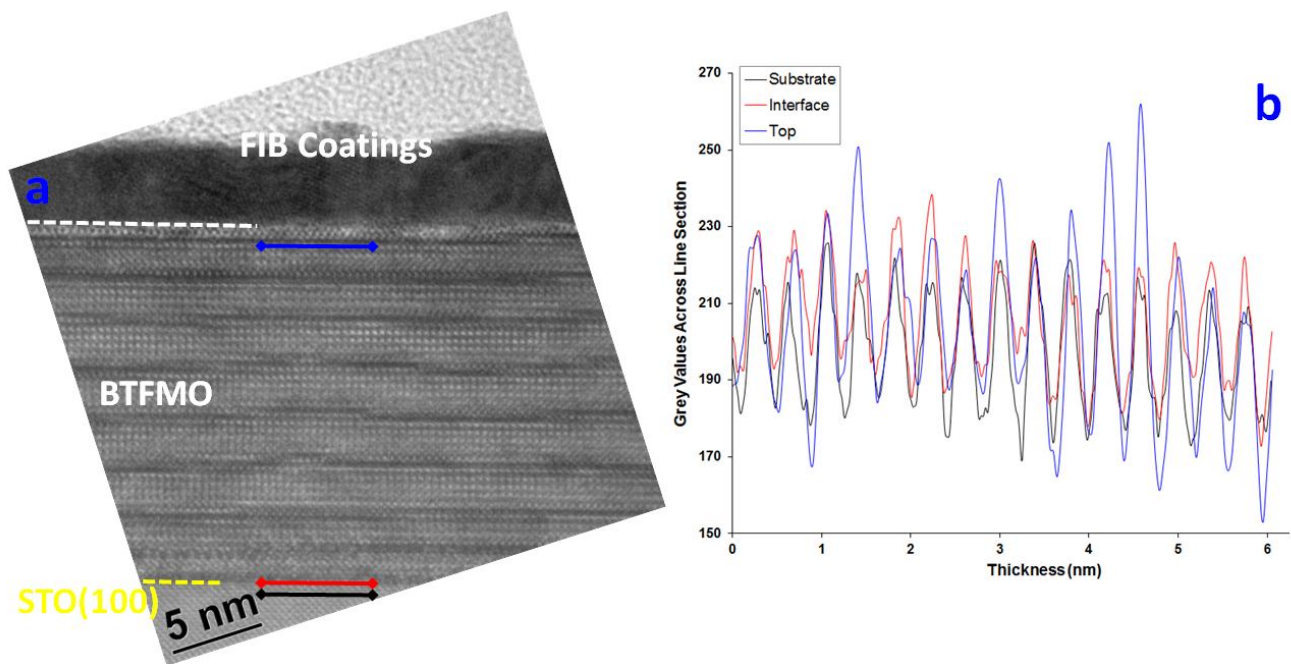 FIB Coatings
a
BTFMO
STO(100)
5 nm
b
270
250
230
210
190
170
150
Grey Values Across Line Section
Substrate
Interface
Top
0 1 2 3 4 5 6
Thickness (nm)